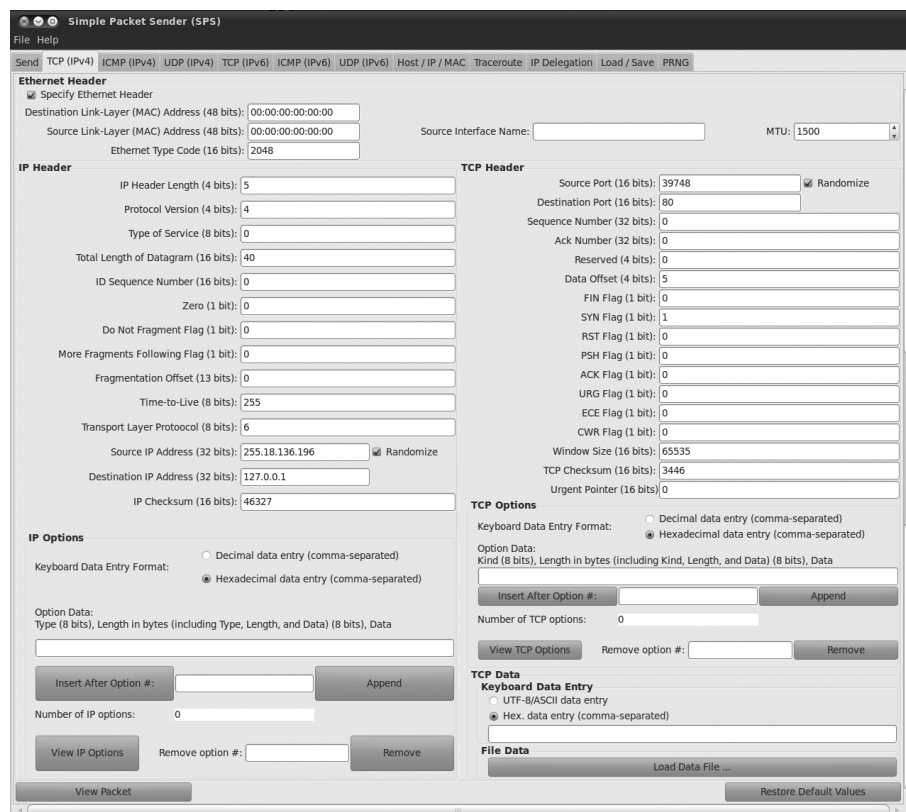 Simple Packet Sender (SPS)
File Help
Send TCP (IPv4) ICMP (IPv4) UDP (IPv4) TCP (IPv6) ICMP (IPv6) UDP (IPv6) Host / IP / MAC Traceroute IP Delegation Load / Save PRNG
Ethernet Header
Specify Ethernet Header
Destination Link-Layer (MAC) Address (48 bits): 00:00:00:00:00:00
Source Link-Layer (MAC) Address (48 bits): 00:00:00:00:00:00 Source Interface Name: MTU: 1500
Ethernet Type Code (16 bits): 2048
IP Header
IP Header Length (4 bits): 5
Protocol Version (4 bits): 4
Type of Service (8 bits): 0
Total Length of Datagram (16 bits): 40
ID Sequence Number (16 bits): 0
Zero (1 bit): 0
Do Not Fragment Flag (1 bit): 0
More Fragments Following Flag (1 bit): 0
Fragmentation Offset (13 bits): 0
Time-to-Live (8 bits): 255
Transport Layer Protoocol (8 bits): 6
Source IP Address (32 bits): 255.18.136.196 Randomize
Destination IP Address (32 bits): 127.0.0.1
IP Checksum (16 bits): 46327
IP Options
Keyboard Data Entry Format:
Decimal data entry (comma-separated)
Hexadecimal data entry (comma-separated)
Option Data:
Type (8 bits), Length in bytes (including Type, Length, and Data) (8 bits), Data
Insert After Option #: Append
Number of IP options: 0
View IP Options Remove option #: Remove
TCP Header
Source Port (16 bits): 39748 Randomize
Destination Port (16 bits): 80
Sequence Number (32 bits): 0
Ack Number (32 bits): 0
Reserved (4 bits): 0
Data Offset (4 bits): 5
FIN Flag (1 bit): 0
SYN Flag (1 bit): 1
RST Flag (1 bit): 0
PSH Flag (1 bit): 0
ACK Flag (1 bit): 0
URG Flag (1 bit): 0
ECE Flag (1 bit): 0
CWR Flag (1 bit): 0
Window Size (16 bits): 65535
TCP Checksum (16 bits): 3446
Urgent Pointer (16 bits) 0
TCP Options
Keyboard Data Entry Format:
Decimal data entry (comma-separated)
Hexadecimal data entry (comma-separated)
Option Data:
Kind (8 bits), Length in bytes (including Kind, Length, and Data) (8 bits), Data
Insert After Option #: Append
Number of TCP options: 0
View TCP Options Remove option #: Remove
TCP Data
Keyboard Data Entry
UTF-8/ASCII data entry
Hex. data entry (comma-separated)
File Data
Load Data File ...
View Packet Restore Default Values